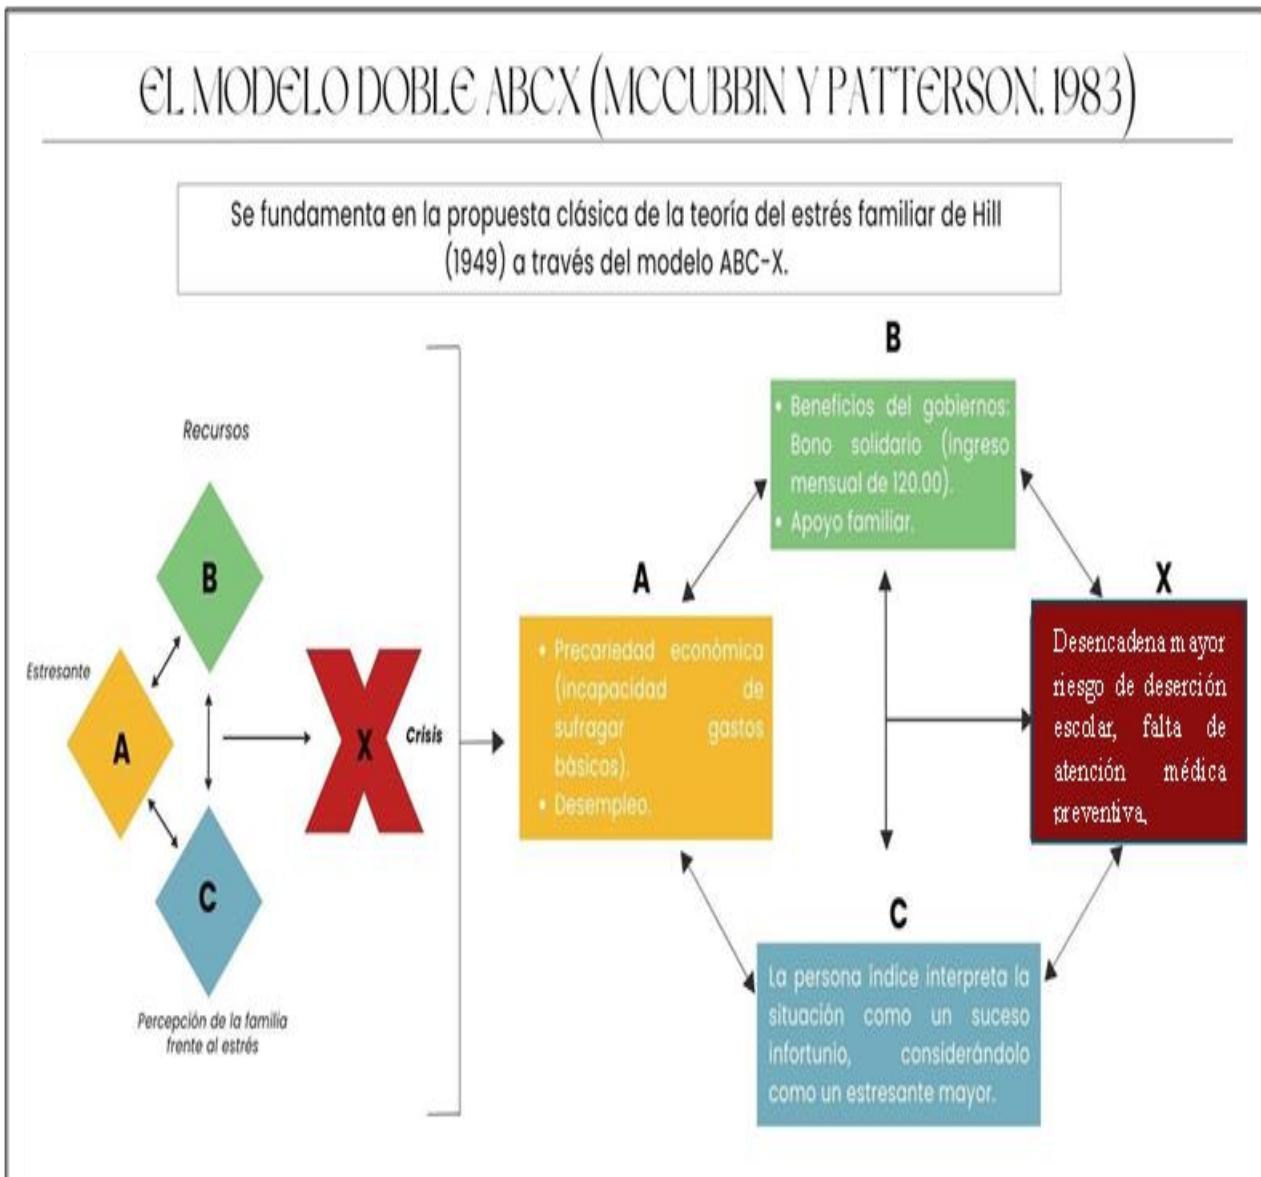 EL MODELO DOBLE ABCX (MCCUBBIN Y PATTERSON. 1983)
Se fundamenta en la propuesta clásica de la teoría del estrés familiar de Hill
(1949) a través del modelo ABC-X.
Recursos
B
Estresante
A
X
Crisis
C
Percepción de la familia
frente al estrés
B
• Beneficios del gobiernos:
Bono solidario (ingreso
mensual de 120.00).
• Apoyo familiar.
A
• Precariedad económica
(incapacidad de
sufragar gastos
básicos).
• Desempleo.
X
Desencadena mayor
riesgo de deserción
escolar, falta de
atención médica
preventiva,
C
La persona índice interpreta la
situación como un suceso
infortunio, considerándolo
como un estresante mayor.